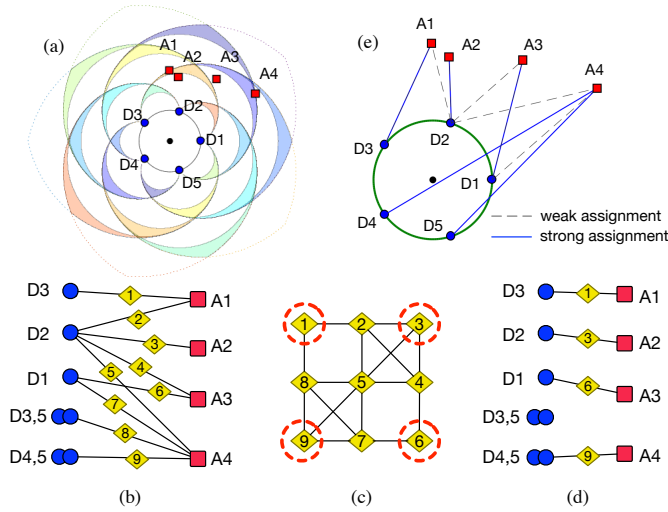 (a)
A1
A2
A3
A4
D3
D2
D1
D4
D5
(e)
A1
A2
A3
A4
D2
D3
D1
D4
D5
weak assignment
strong assignment
D3
1
A1
2
D2
3
A2
5
4
D1
6
A3
7
D3,5
8
D4,5
9
A4
(b)
1
2
3
8
5
4
9
7
6
(c)
D3
1
A1
D2
3
A2
D1
6
A3
D3,5
D4,5
9
A4
(d)